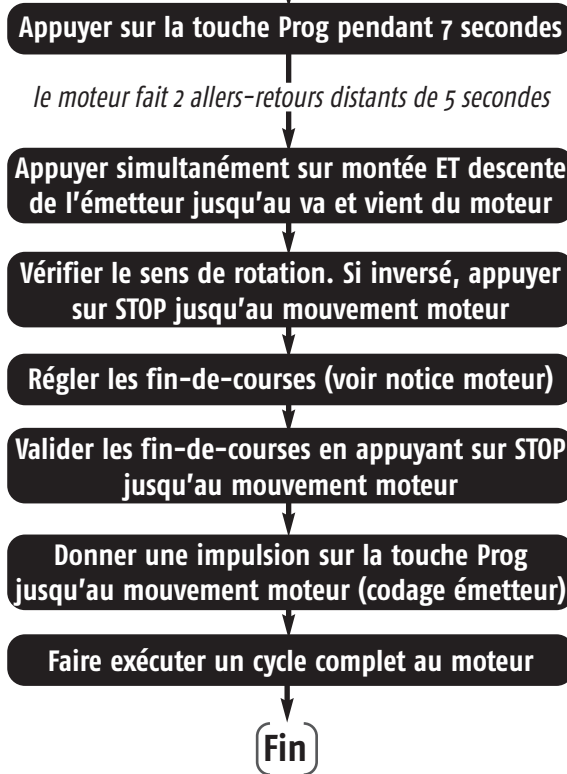 Appuyer sur la touche Prog pendant 7 secondes
le moteur fait 2 allers-retours distants de 5 secondes
Appuyer simultanément sur montée ET descente
de l'émetteur jusqu'au va et vient du moteur
Vérifier le sens de rotation. Si inversé, appuyer
sur STOP jusqu'au mouvement moteur
Régler les fin-de-courses (voir notice moteur)
Valider les fin-de-courses en appuyant sur STOP
jusqu'au mouvement moteur
Donner une impulsion sur la touche Prog
jusqu'au mouvement moteur (codage émetteur)
Faire exécuter un cycle complet au moteur
Fin